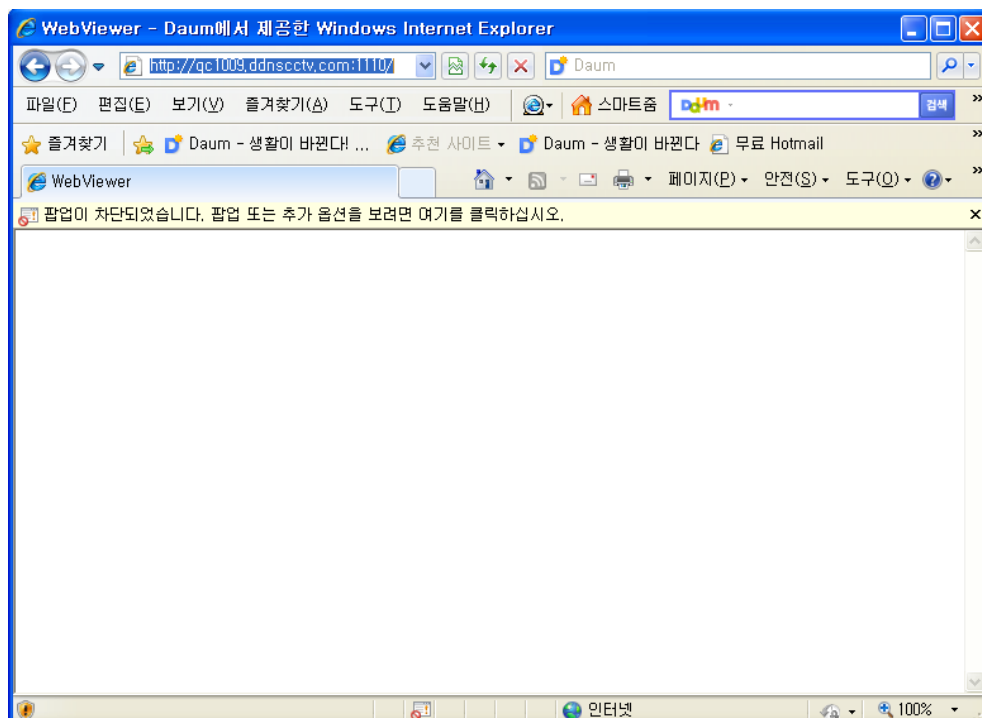 WebViewer - Daum에서 제공한 Windows Internet Explorer
http://qc1009.ddnscctv.com:1110/ Daum
파일(F) 편집(E) 보기(V) 즐겨찾기(A) 도구(T) 도움말(H) 스마트줌 Daum 검색 »
즐겨찾기 Daum - 생활이 바뀐다! ... 추천 사이트 Daum - 생활이 바뀐다 무료 Hotmail »
WebViewer 페이지(P) 안전(S) 도구(O) »
팝업이 차단되었습니다. 팝업 또는 추가 옵션을 보려면 여기를 클릭하십시오.
인터넷 100%